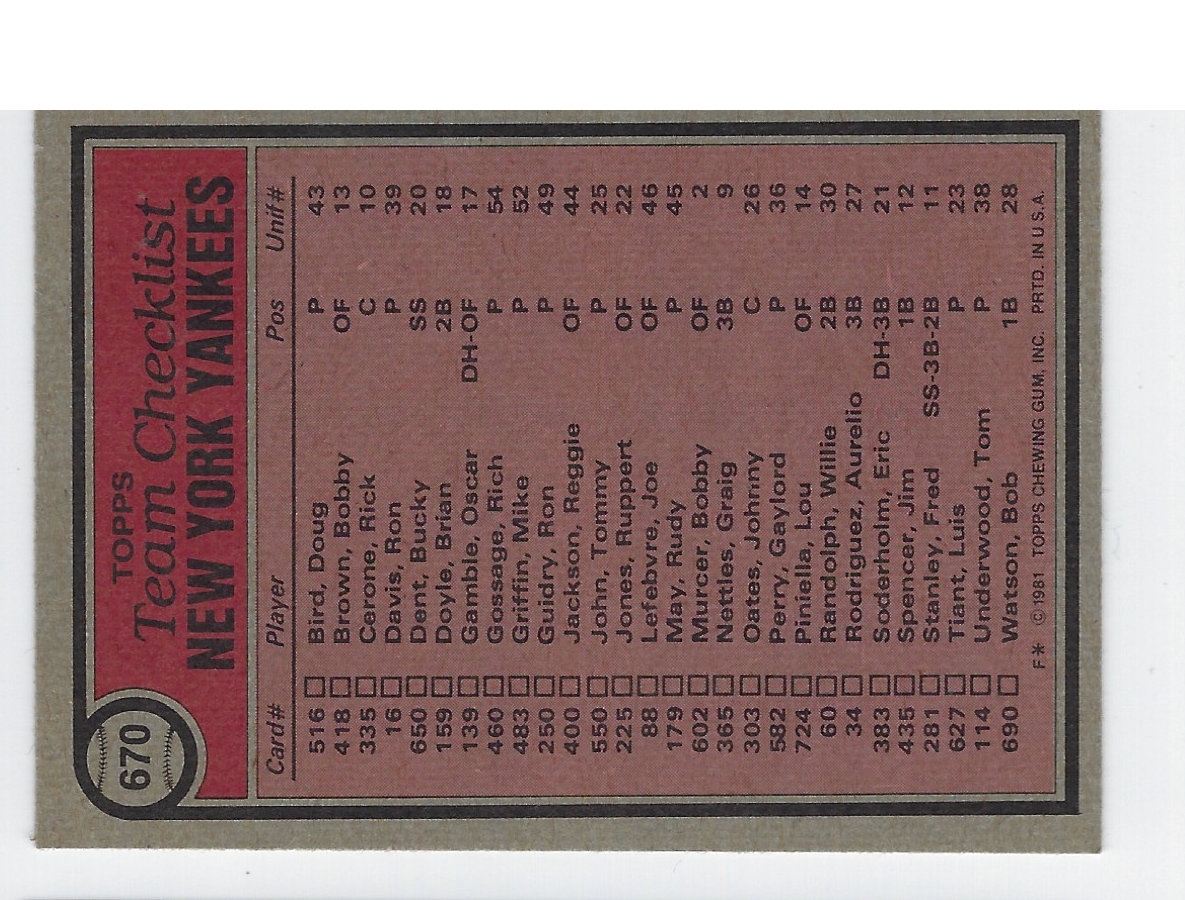 670
TOPPS
Team Checklist
NEW YORK YANKEES
Card# Player Pos Unif#
516 Bird, Doug P 43
418 Brown, Bobby OF 13
335 Cerone, Rick C 10
16 Davis, Ron P 39
650 Dent, Bucky SS 20
159 Doyle, Brian 2B 18
139 Gamble, Oscar DH-OF 17
460 Gossage, Rich P 54
483 Griffin, Mike P 52
250 Guidry, Ron P 49
400 Jackson, Reggie OF 44
550 John, Tommy P 25
225 Jones, Ruppert OF 22
88 Lefebvre, Joe OF 46
179 May, Rudy P 45
602 Murcer, Bobby OF 2
365 Nettles, Graig 3B 9
303 Oates, Johnny C 26
582 Perry, Gaylord P 36
724 Piniella, Lou OF 14
60 Randolph, Willie 2B 30
34 Rodriguez, Aurelio 3B 27
383 Soderholm, Eric DH-3B 21
435 Spencer, Jim 1B 12
281 Stanley, Fred SS-3B-2B 11
627 Tiant, Luis P 23
114 Underwood, Tom P 38
690 Watson, Bob 1B 28
F* © 1981 TOPPS CHEWING GUM, INC. PRTD. IN U.S.A.